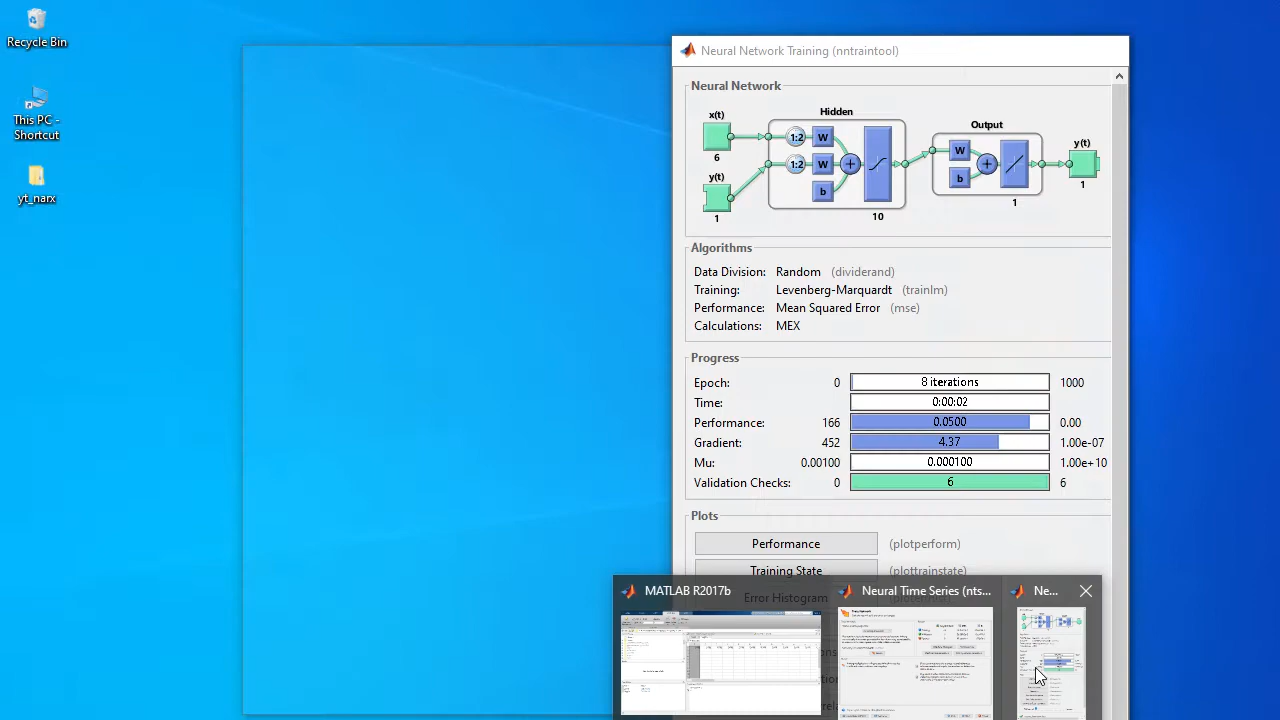 Recycle Bin
This PC -
Shortcut
yt_narx
Neural Network Training (nntraintool)
Neural Network
Hidden
Output
x(t)
6
1:2
W
y(t)
1
1:2
W
b
10
W
b
1
y(t)
1
Algorithms
Data Division: Random (dividerand)
Training: Levenberg-Marquardt (trainlm)
Performance: Mean Squared Error (mse)
Calculations: MEX
Progress
Epoch: 0 8 iterations 1000
Time: 0:00:02
Performance: 166 0.0500 0.00
Gradient: 452 4.37 1.00e-07
Mu: 0.00100 0.000100 1.00e+10
Validation Checks: 0 6 6
Plots
Performance (plotperform)
Training State (plottrainstate)
Error Histogram
MATLAB R2017b
Neural Time Series (nts...
Ne...